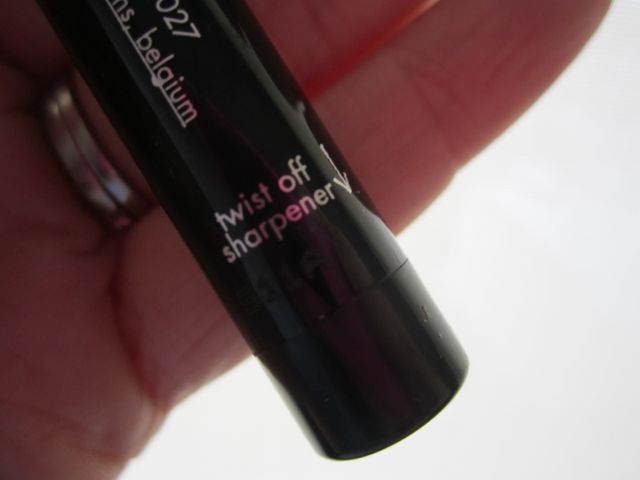 027
belgium
twist off
sharpener